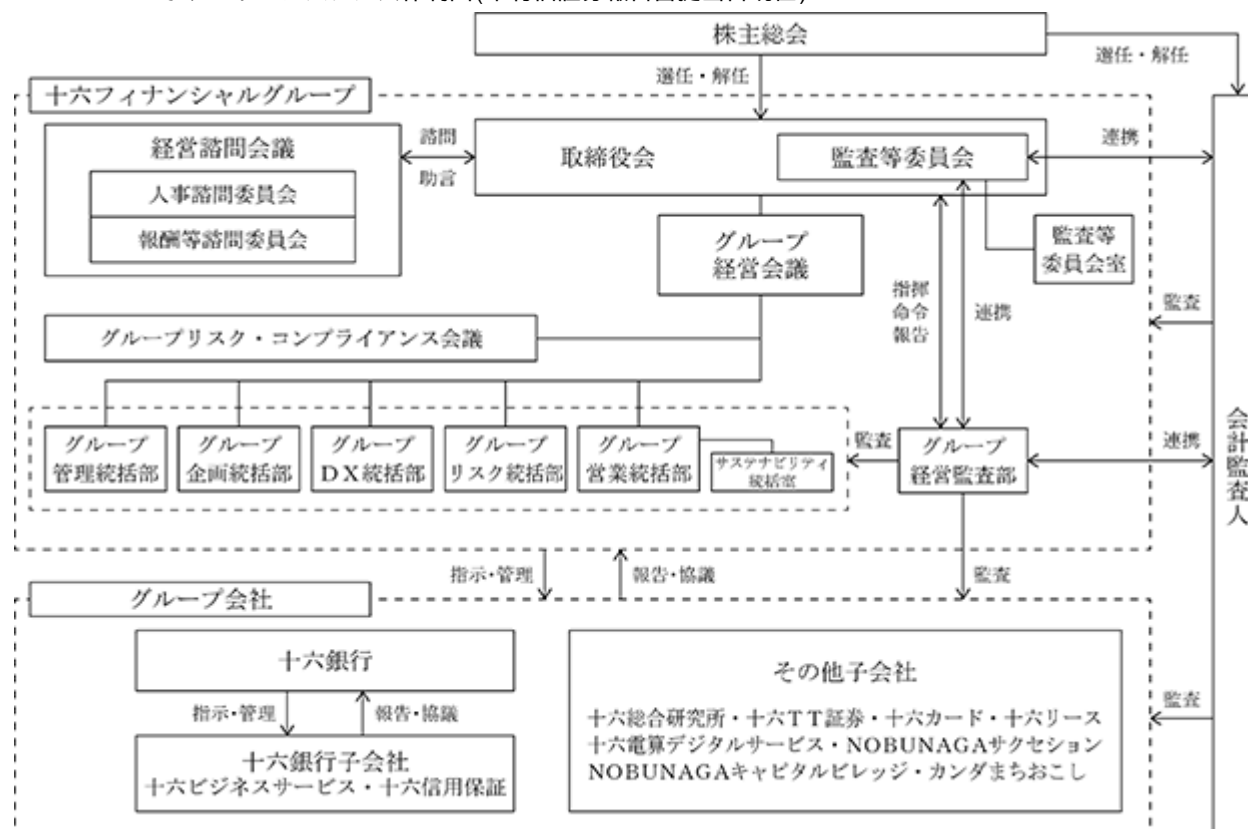 株主総会
選任・解任
選任・解任
十六フィナンシャルグループ
経営諮問会議
人事諮問委員会
報酬等諮問委員会
諮問
助言
取締役会
監査等委員会
連携
グループ
経営会議
監査等
委員会室
指揮
命令
報告
連携
監査
グループリスク・コンプライアンス会議
グループ
管理統括部
グループ
企画統括部
グループ
DX統括部
グループ
リスク統括部
グループ
営業統括部
サステナビリティ
統括室
監査
グループ
経営監査部
連携
会計監査人
指示・管理
報告・協議
監査
グループ会社
十六銀行
指示・管理
報告・協議
十六銀行子会社
十六ビジネスサービス・十六信用保証
その他子会社
十六総合研究所・十六TT証券・十六カード・十六リース
十六電算デジタルサービス・NOBUNAGAサクセション
NOBUNAGAキャピタルビレッジ・カンダまちおこし
監査